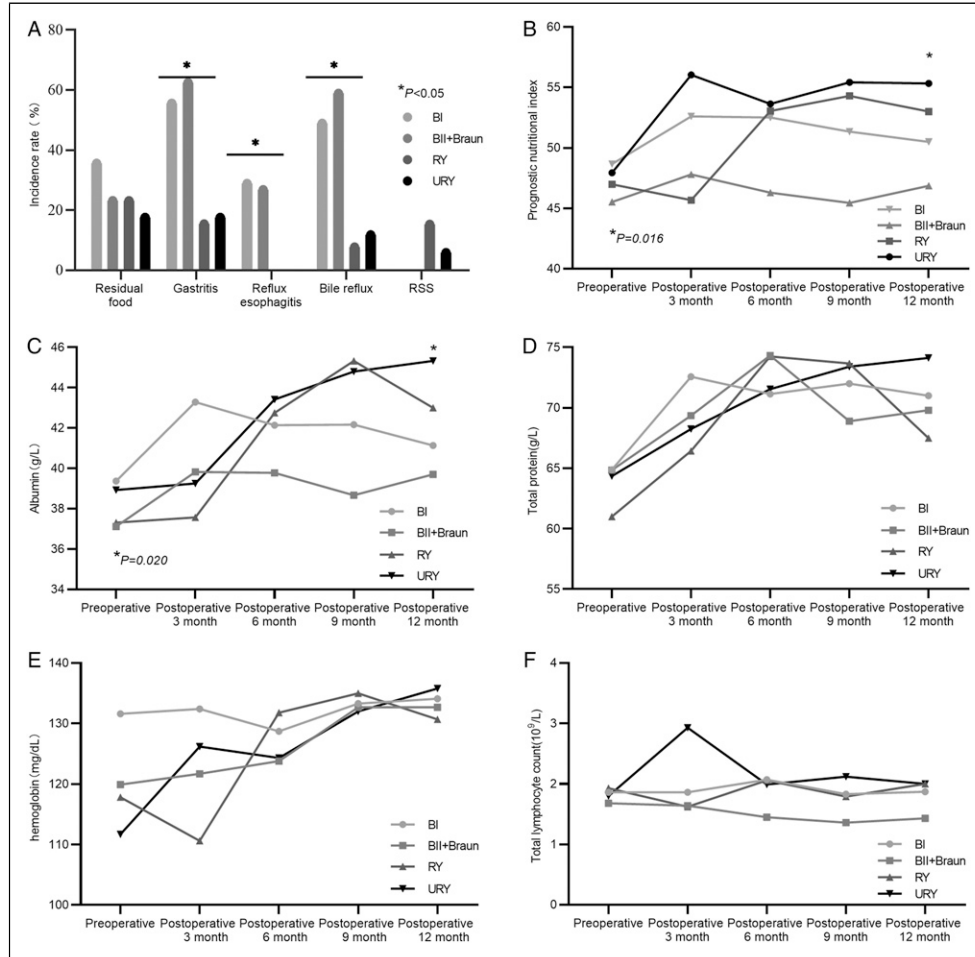 A
Incidence rate ( %)
80
60
40
20
0
*
*
*
*P<0.05
BI
BII+Braun
RY
URY
Residual food
Gastritis
Reflux esophagitis
Bile reflux
RSS
B
Prognostic nutritional index
60
55
50
45
40
*
*P=0.016
BI
BII+Braun
RY
URY
Preoperative
Postoperative 3 month
Postoperative 6 month
Postoperative 9 month
Postoperative 12 month
C
Albumin(g/L)
46
44
42
40
38
36
34
*
*P=0.020
BI
BII+Braun
RY
URY
Preoperative
Postoperative 3 month
Postoperative 6 month
Postoperative 9 month
Postoperative 12 month
D
Total protein(g/L)
75
70
65
60
55
BI
BII+Braun
RY
URY
Preoperative
Postoperative 3 month
Postoperative 6 month
Postoperative 9 month
Postoperative 12 month
E
hemoglobin(mg/dL)
140
130
120
110
100
BI
BII+Braun
RY
URY
Preoperative
Postoperative 3 month
Postoperative 6 month
Postoperative 9 month
Postoperative 12 month
F
Total lymphocyte count(10⁹/L)
4
3
2
1
0
BI
BII+Braun
RY
URY
Preoperative
Postoperative 3 month
Postoperative 6 month
Postoperative 9 month
Postoperative 12 month